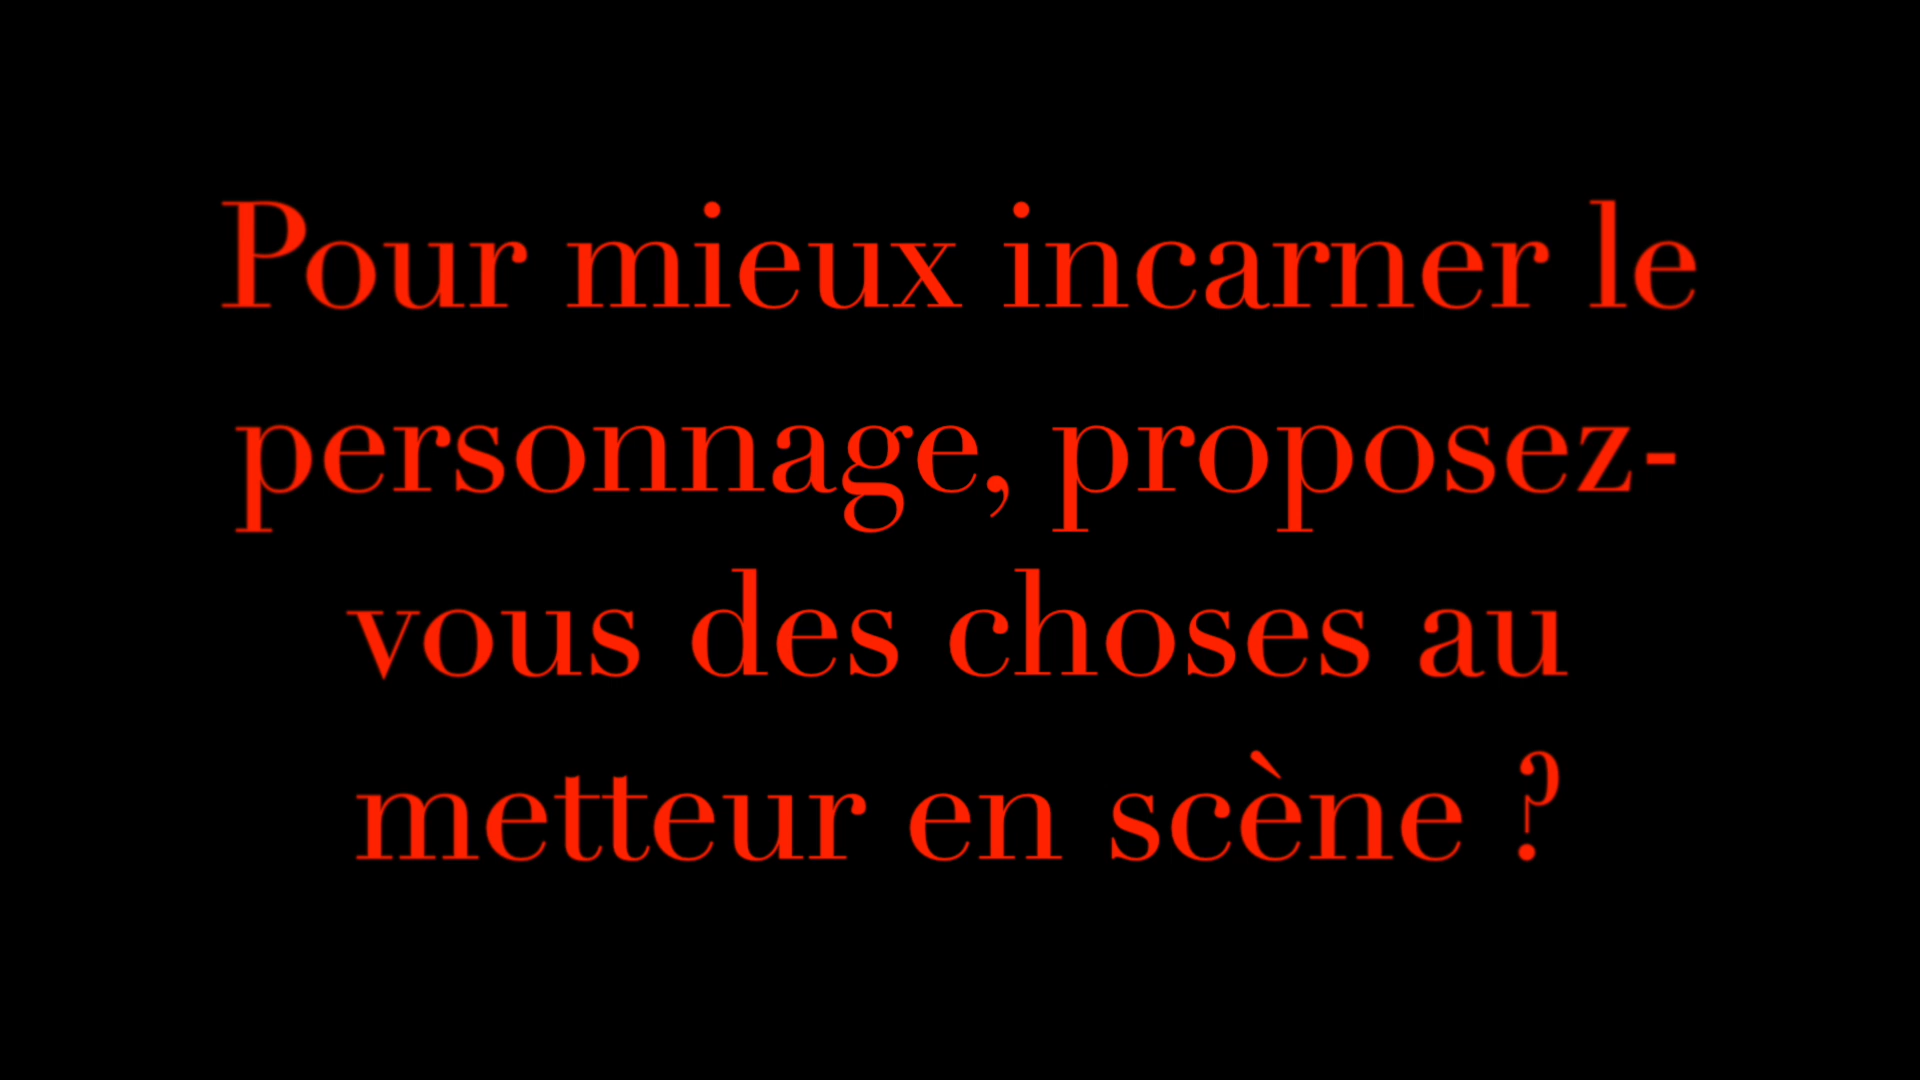 Pour mieux incarner le
personnage, proposez-
vous des choses au
metteur en scène ?